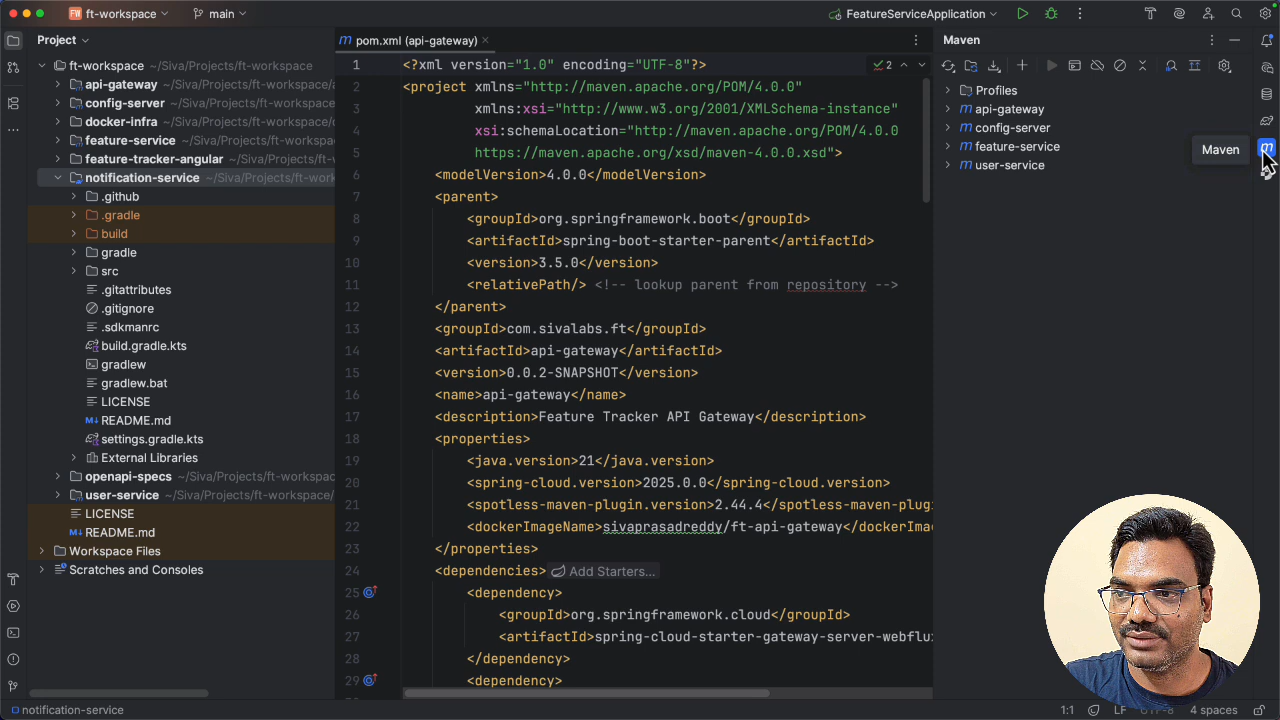 FW ft-workspace
main
FeatureServiceApplication
Project
ft-workspace ~/Siva/Projects/ft-workspace
api-gateway ~/Siva/Projects/ft-workspace/
config-server ~/Siva/Projects/ft-workspace
docker-infra ~/Siva/Projects/ft-workspace/
feature-service ~/Siva/Projects/ft-workspa
feature-tracker-angular ~/Siva/Projects/ft
notification-service ~/Siva/Projects/ft-work
.github
.gradle
build
gradle
src
.gitattributes
.gitignore
.sdkmanrc
build.gradle.kts
gradlew
gradlew.bat
LICENSE
README.md
settings.gradle.kts
External Libraries
openapi-specs ~/Siva/Projects/ft-workspac
user-service ~/Siva/Projects/ft-workspace/
LICENSE
README.md
Workspace Files
Scratches and Consoles
pom.xml (api-gateway)
2
1 <?xml version="1.0" encoding="UTF-8"?>
2 <project xmlns="http://maven.apache.org/POM/4.0.0"
3 xmlns:xsi="http://www.w3.org/2001/XMLSchema-instance"
4 xsi:schemaLocation="http://maven.apache.org/POM/4.0.0
5 https://maven.apache.org/xsd/maven-4.0.0.xsd">
6 <modelVersion>4.0.0</modelVersion>
7 <parent>
8 <groupId>org.springframework.boot</groupId>
9 <artifactId>spring-boot-starter-parent</artifactId>
10 <version>3.5.0</version>
11 <relativePath/> <!-- lookup parent from repository -->
12 </parent>
13 <groupId>com.sivalabs.ft</groupId>
14 <artifactId>api-gateway</artifactId>
15 <version>0.0.2-SNAPSHOT</version>
16 <name>api-gateway</name>
17 <description>Feature Tracker API Gateway</description>
18 <properties>
19 <java.version>21</java.version>
20 <spring-cloud.version>2025.0.0</spring-cloud.version>
21 <spotless-maven-plugin.version>2.44.4</spotless-maven-plug
22 <dockerImageName>sivaprasadreddy/ft-api-gateway</dockerIma
23 </properties>
24 <dependencies> Add Starters...
25 <dependency>
26 <groupId>org.springframework.cloud</groupId>
27 <artifactId>spring-cloud-starter-gateway-server-webflu
28 </dependency>
29 <dependency>
Maven
Profiles
api-gateway
config-server
feature-service
user-service
Maven
notification-service
1:1
LF
UTF-8
4 spaces